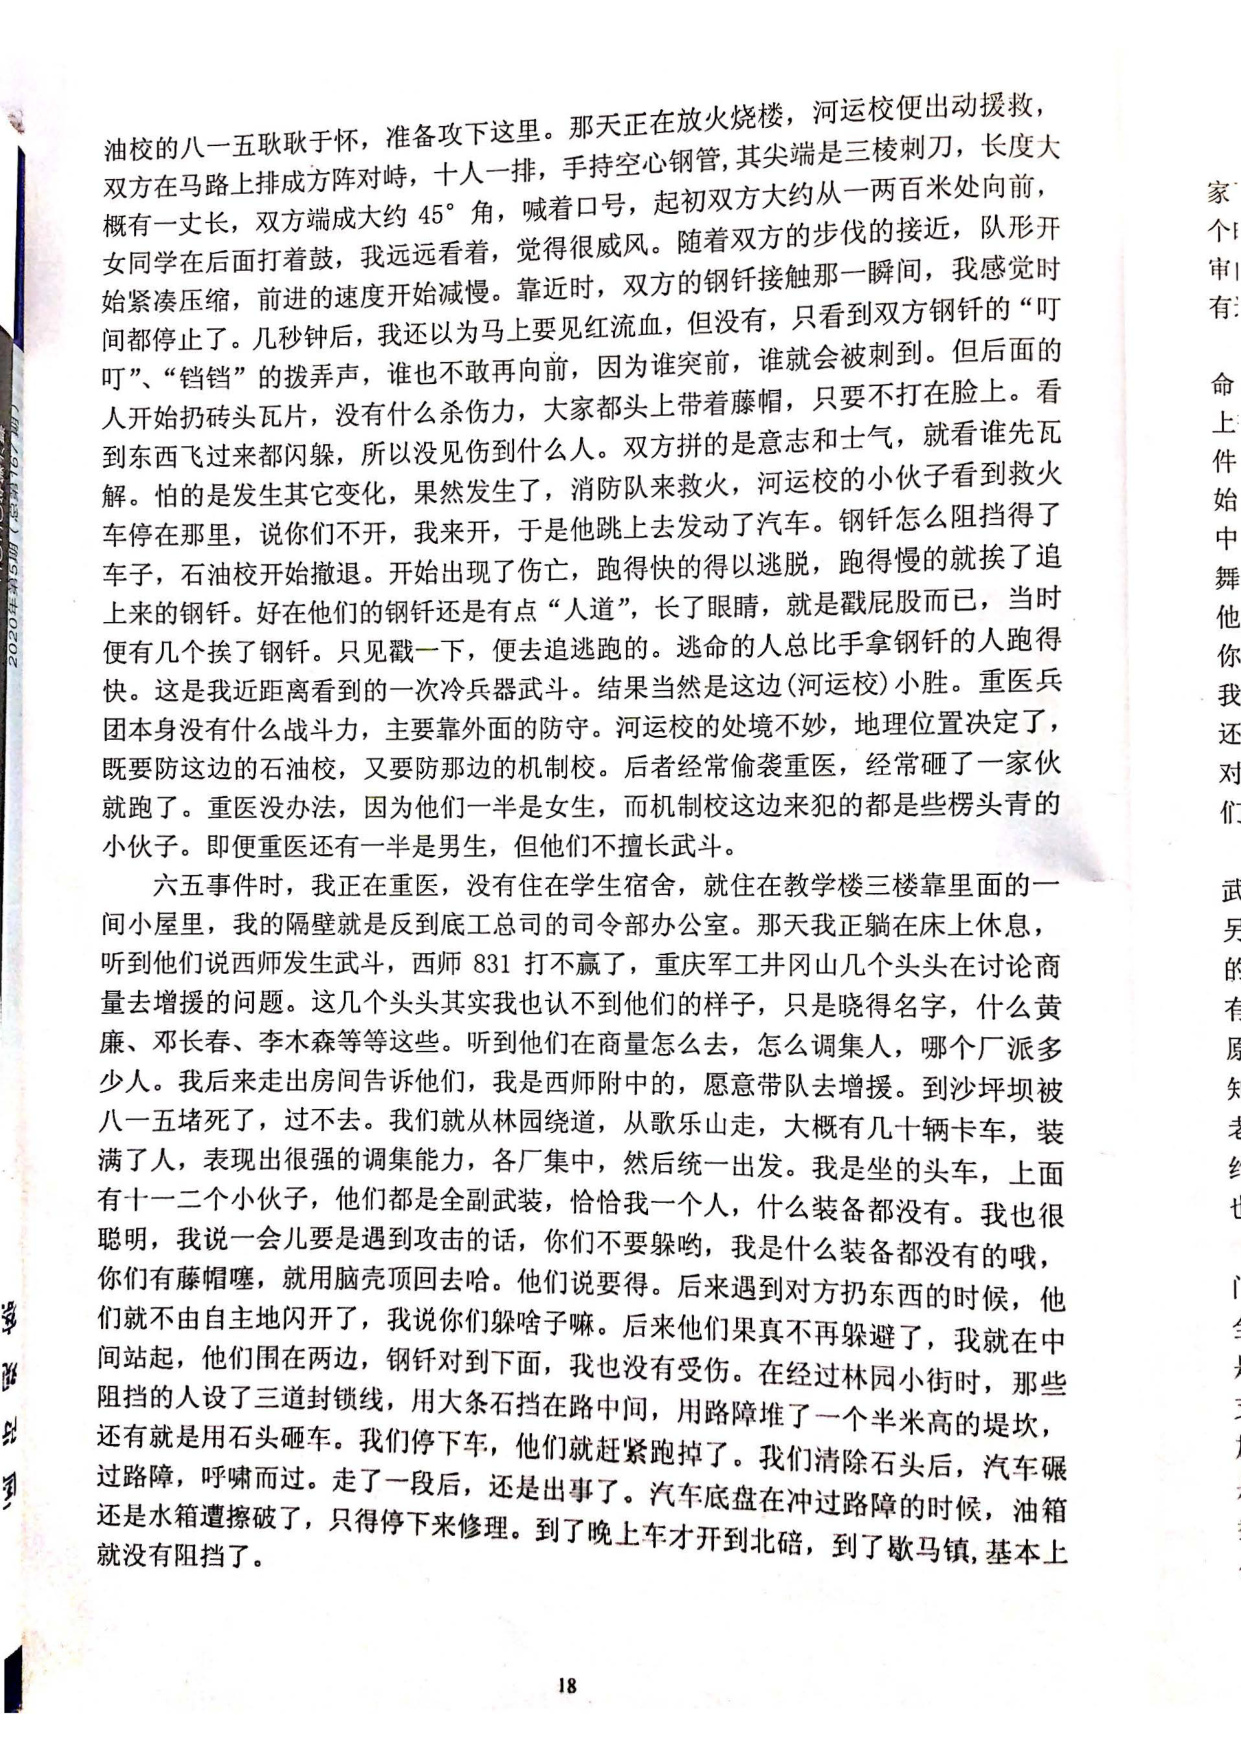 油校的八一五耿耿于怀，准备攻下这里。那天正在放火烧楼，河运校便出动援救，
双方在马路上排成方阵对峙，十人一排，手持空心钢管,其尖端是三棱刺刀，长度大
概有一丈长，双方端成大约 45° 角，喊着口号，起初双方大约从一两百米处向前，
女同学在后面打着鼓，我远远看着，觉得很威风。随着双方的步伐的接近，队形开
始紧凑压缩，前进的速度开始减慢。靠近时，双方的钢钎接触那一瞬间，我感觉时
间都停止了。几秒钟后，我还以为马上要见红流血，但没有，只看到双方钢钎的“叮
叮”、“铛铛”的拨弄声，谁也不敢再向前，因为谁突前，谁就会被刺到。但后面的
人开始扔砖头瓦片，没有什么杀伤力，大家都头上带着藤帽，只要不打在脸上。看
到东西飞过来都闪躲，所以没见伤到什么人。双方拼的是意志和士气，就看谁先瓦
解。怕的是发生其它变化，果然发生了，消防队来救火，河运校的小伙子看到救火
车停在那里，说你们不开，我来开，于是他跳上去发动了汽车。钢钎怎么阻挡得了
车子，石油校开始撤退。开始出现了伤亡，跑得快的得以逃脱，跑得慢的就挨了追
上来的钢钎。好在他们的钢钎还是有点“人道”，长了眼睛，就是戳屁股而已，当时
便有几个挨了钢钎。只见戳一下，便去追逃跑的。逃命的人总比手拿钢钎的人跑得
快。这是我近距离看到的一次冷兵器武斗。结果当然是这边(河运校)小胜。重医兵
团本身没有什么战斗力，主要靠外面的防守。河运校的处境不妙，地理位置决定了，
既要防这边的石油校，又要防那边的机制校。后者经常偷袭重医，经常砸了一家伙
就跑了。重医没办法，因为他们一半是女生，而机制校这边来犯的都是些楞头青的
小伙子。即便重医还有一半是男生，但他们不擅长武斗。
六五事件时，我正在重医，没有住在学生宿舍，就住在教学楼三楼靠里面的一
间小屋里，我的隔壁就是反到底工总司的司令部办公室。那天我正躺在床上休息，
听到他们说西师发生武斗，西师 831 打不赢了，重庆军工井冈山几个头头在讨论商
量去增援的问题。这几个头头其实我也认不到他们的样子，只是晓得名字，什么黄
廉、邓长春、李木森等等这些。听到他们在商量怎么去，怎么调集人，哪个厂派多
少人。我后来走出房间告诉他们，我是西师附中的，愿意带队去增援。到沙坪坝被
八一五堵死了，过不去。我们就从林园绕道，从歌乐山走，大概有几十辆卡车，装
满了人，表现出很强的调集能力，各厂集中，然后统一出发。我是坐的头车，上面
有十一二个小伙子，他们都是全副武装，恰恰我一个人，什么装备都没有。我也很
聪明，我说一会儿要是遇到攻击的话，你们不要躲哟，我是什么装备都没有的哦，
你们有藤帽噻，就用脑壳顶回去哈。他们说要得。后来遇到对方扔东西的时候，他
们就不由自主地闪开了，我说你们躲啥子嘛。后来他们果真不再躲避了，我就在中
间站起，他们围在两边，钢钎对到下面，我也没有受伤。在经过林园小街时，那些
阻挡的人设了三道封锁线，用大条石挡在路中间，用路障堆了一个半米高的堤坎，
还有就是用石头砸车。我们停下车，他们就赶紧跑掉了。我们清除石头后，汽车碾
过路障，呼啸而过。走了一段后，还是出事了。汽车底盘在冲过路障的时候，油箱
还是水箱遭擦破了，只得停下来修理。到了晚上车才开到北碚，到了歇马镇,基本上
就没有阻挡了。
18
家
个
审
有
命
上
件
始
中
舞
他
你
我
还
对
们
武
另
的
有
原